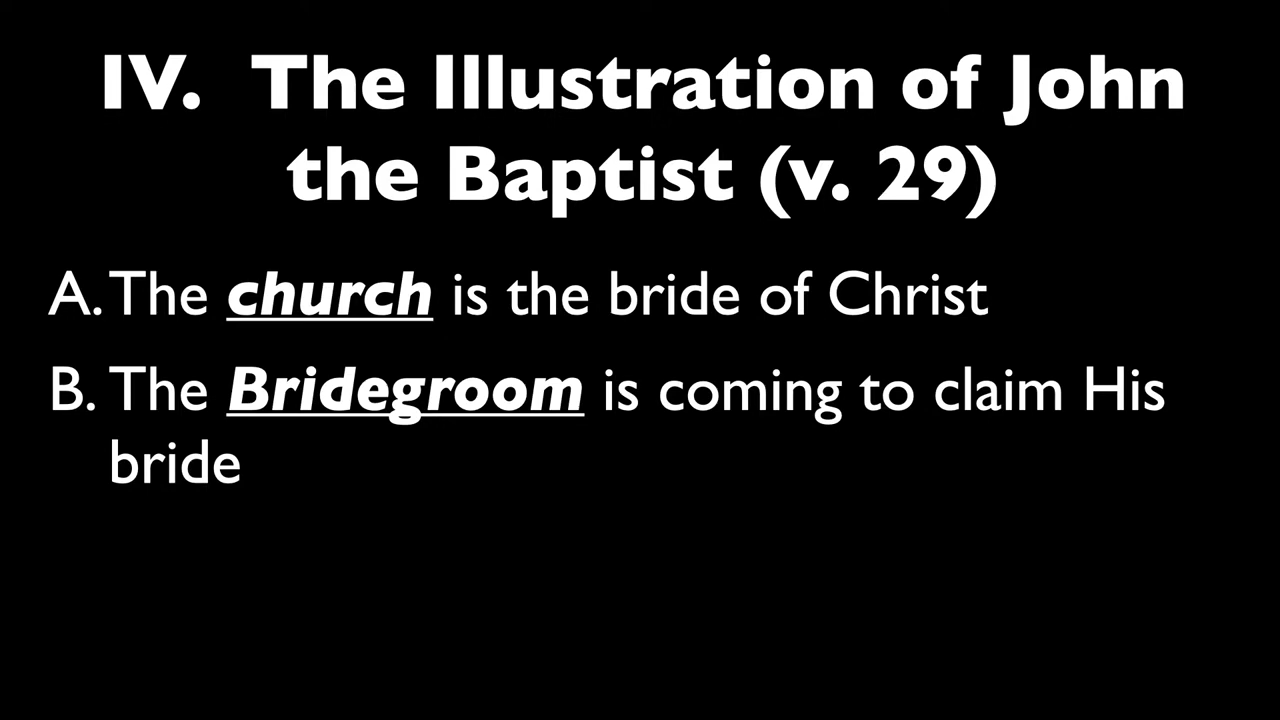 IV. The Illustration of John
the Baptist (v. 29)
A. The church is the bride of Christ
B. The Bridegroom is coming to claim His
bride